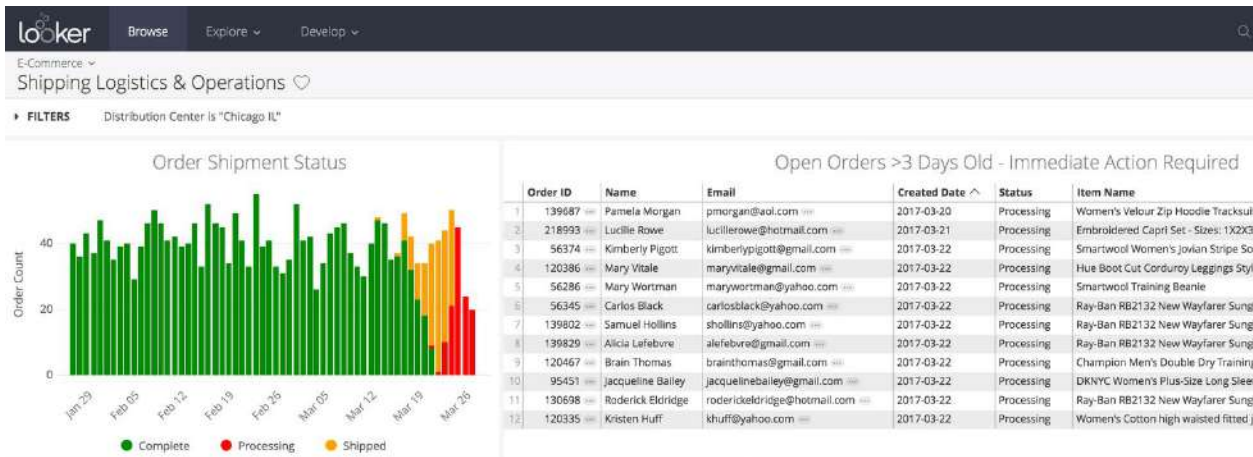 looker Browse Explore Develop
E-Commerce
Shipping Logistics & Operations
FILTERS Distribution Center is "Chicago IL"
Order Shipment Status
Order Count
40
20
0
Jan 29 Feb 05 Feb 12 Feb 19 Feb 26 Mar 05 Mar 12 Mar 19 Mar 26
Complete Processing Shipped
Open Orders >3 Days Old - Immediate Action Required
Order ID Name Email Created Date Status Item Name
1 139687 Pamela Morgan pmorgan@aol.com 2017-03-20 Processing Women's Velour Zip Hoodie Tracksui
2 218993 Lucille Rowe lucillerowe@hotmail.com 2017-03-21 Processing Embroidered Capri Set - Sizes: 1X2X3
3 56374 Kimberly Pigott kimberlypigott@gmail.com 2017-03-22 Processing Smartwool Women's Jovian Stripe So
4 120386 Mary Vitale maryvitale@gmail.com 2017-03-22 Processing Hue Boot Cut Corduroy Leggings Styl
5 56286 Mary Wortman marywortman@yahoo.com 2017-03-22 Processing Smartwool Training Beanie
6 56345 Carlos Black carlosblack@yahoo.com 2017-03-22 Processing Ray-Ban RB2132 New Wayfarer Sung
7 139802 Samuel Hollins shollins@yahoo.com 2017-03-22 Processing Ray-Ban RB2132 New Wayfarer Sung
8 139829 Alicia Lefebvre alefebvre@gmail.com 2017-03-22 Processing Ray-Ban RB2132 New Wayfarer Sung
9 120467 Brain Thomas brainthomas@gmail.com 2017-03-22 Processing Champion Men's Double Dry Training
10 95451 Jacqueline Bailey jacquelinebailey@gmail.com 2017-03-22 Processing DKNYC Women's Plus-Size Long Slee
11 130698 Roderick Eldridge roderickeldridge@hotmail.com 2017-03-22 Processing Ray-Ban RB2132 New Wayfarer Sung
12 120335 Kristen Huff khuff@yahoo.com 2017-03-22 Processing Women's Cotton high waisted fitted j